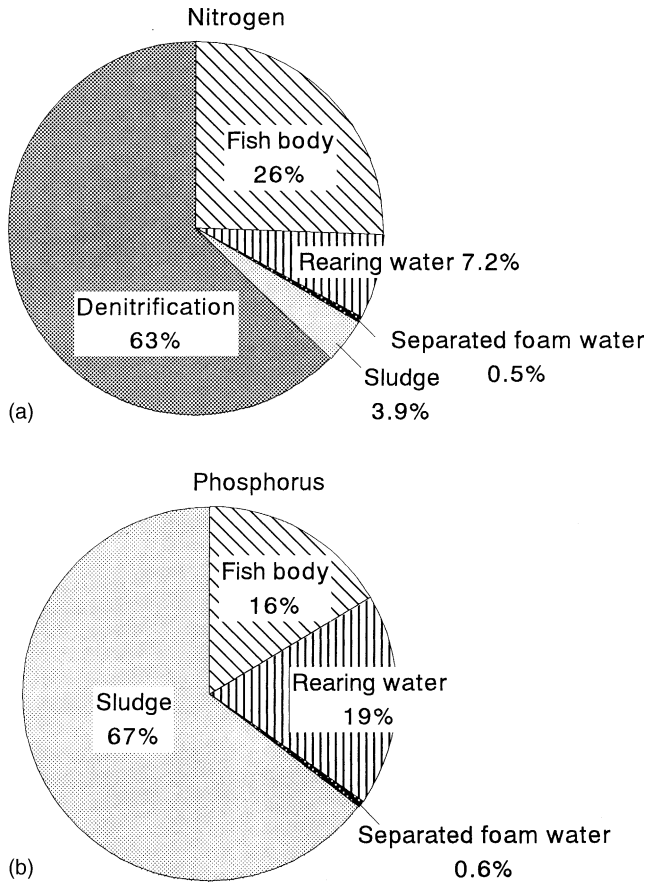 Nitrogen
Fish body
26%
Rearing water 7.2%
Denitrification
63%
Separated foam water
0.5%
Sludge
3.9%
(a)
Phosphorus
Fish body
16%
Rearing water
19%
Sludge
67%
Separated foam water
0.6%
(b)